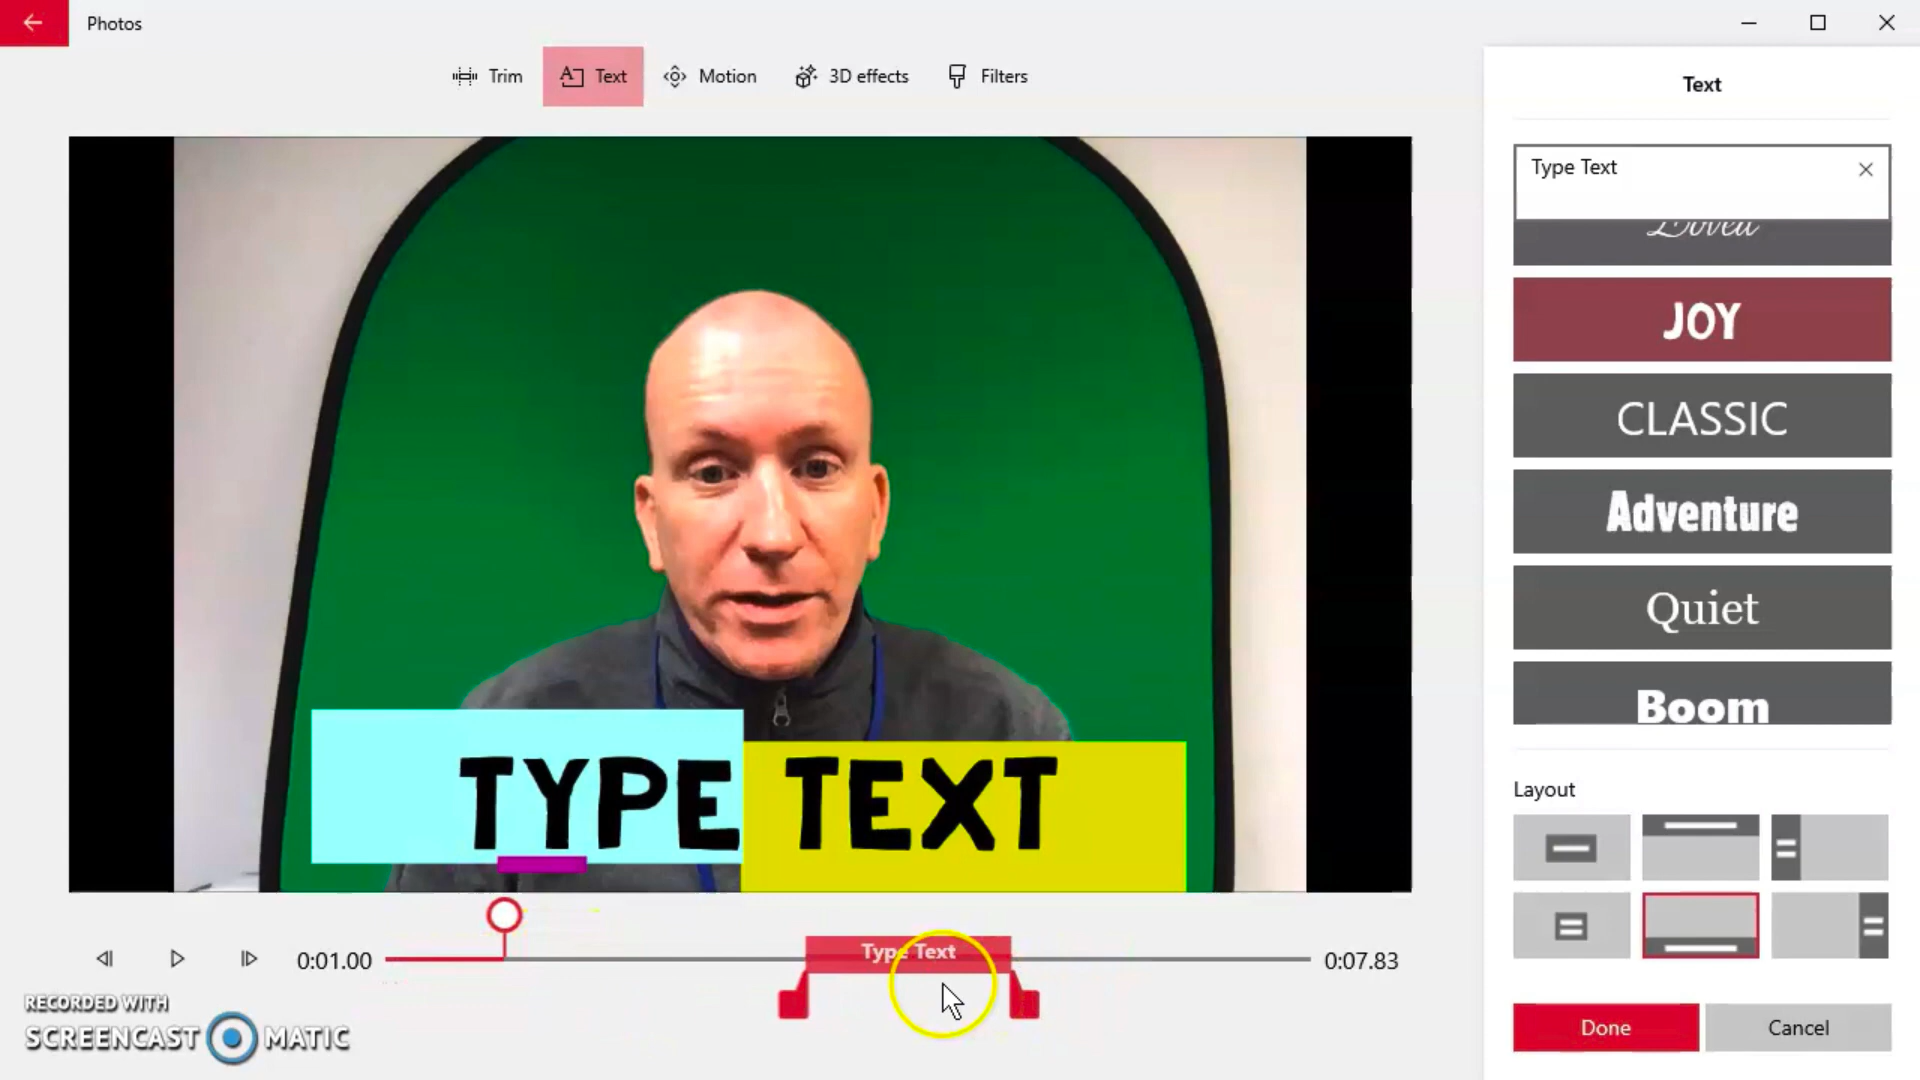 Photos
Trim
Text
Motion
3D effects
Filters
Text
Type Text
Loved
JOY
CLASSIC
Adventure
Quiet
Boom
TYPE TEXT
Layout
0:01.00
Type Text
0:07.83
RECORDED WITH
SCREENCAST MATIC
Done
Cancel